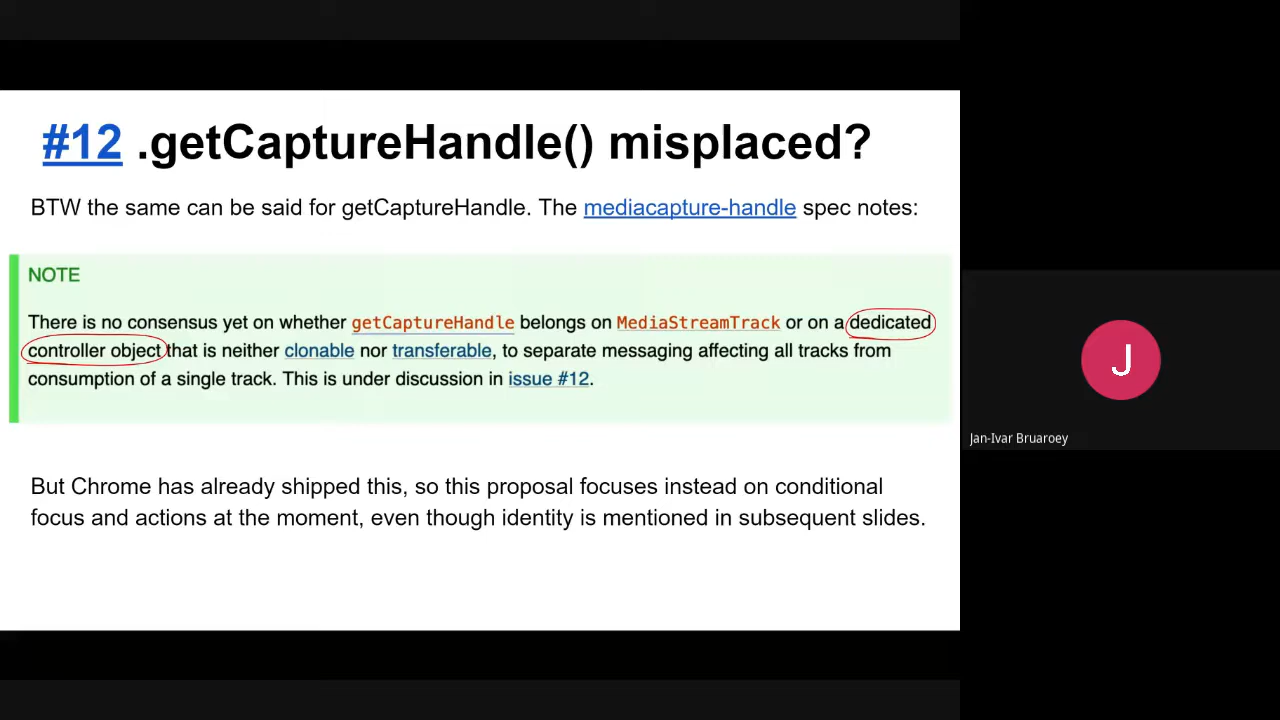 #12 .getCaptureHandle() misplaced?
BTW the same can be said for getCaptureHandle. The mediacapture-handle spec notes:
NOTE
There is no consensus yet on whether getCaptureHandle belongs on MediaStreamTrack or on a dedicated
controller object that is neither clonable nor transferable, to separate messaging affecting all tracks from
consumption of a single track. This is under discussion in issue #12.
But Chrome has already shipped this, so this proposal focuses instead on conditional
focus and actions at the moment, even though identity is mentioned in subsequent slides.
J
Jan-Ivar Bruaroey